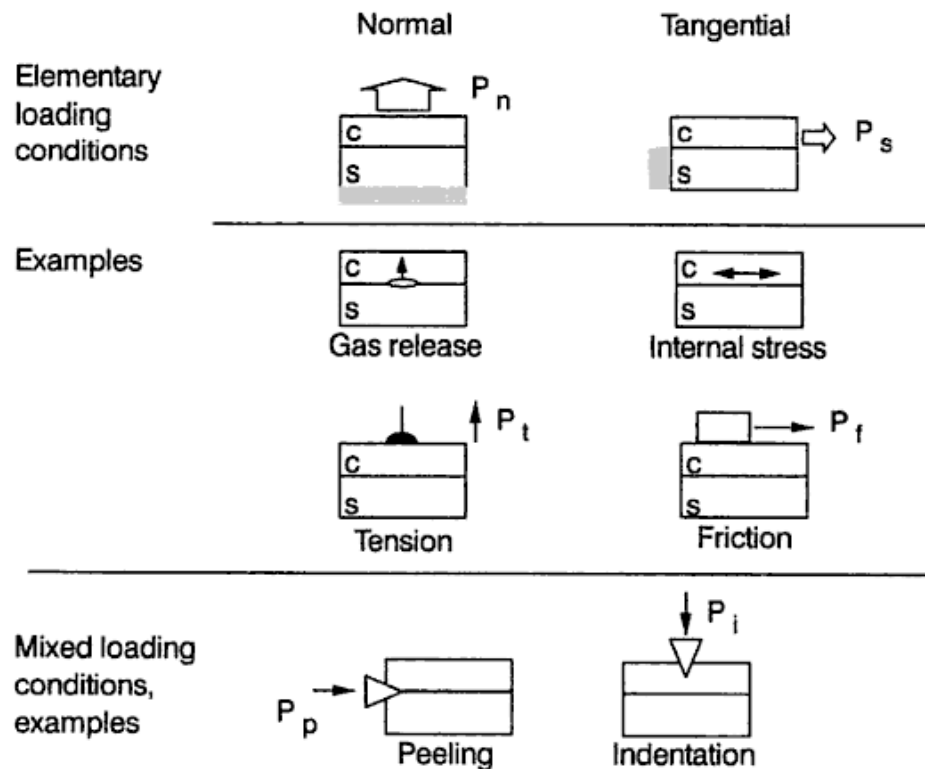 Normal Tangential
Elementary
loading
conditions
P n
C
S
C
S
P s
Examples
C
S
Gas release
C
S
Internal stress
P t
C
S
Tension
P f
C
S
Friction
Mixed loading
conditions,
examples
P p
Peeling
P i
Indentation